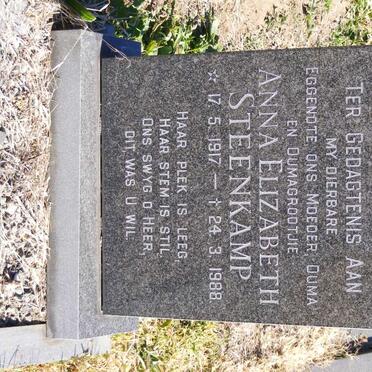 TER GEDAGTENIS AAN
MY DIERBARE
EGGENOTE ONS MOEDER OUMA
EN OUMAGROOTJIE
ANNA ELIZABETH
STEENKAMP
☆ 17. 5. 1917 — † 24. 3. 1988.
HAAR PLEK IS LEEG,
HAAR STEM IS STIL,
ONS SWYG O HEER,
DIT WAS U WIL.